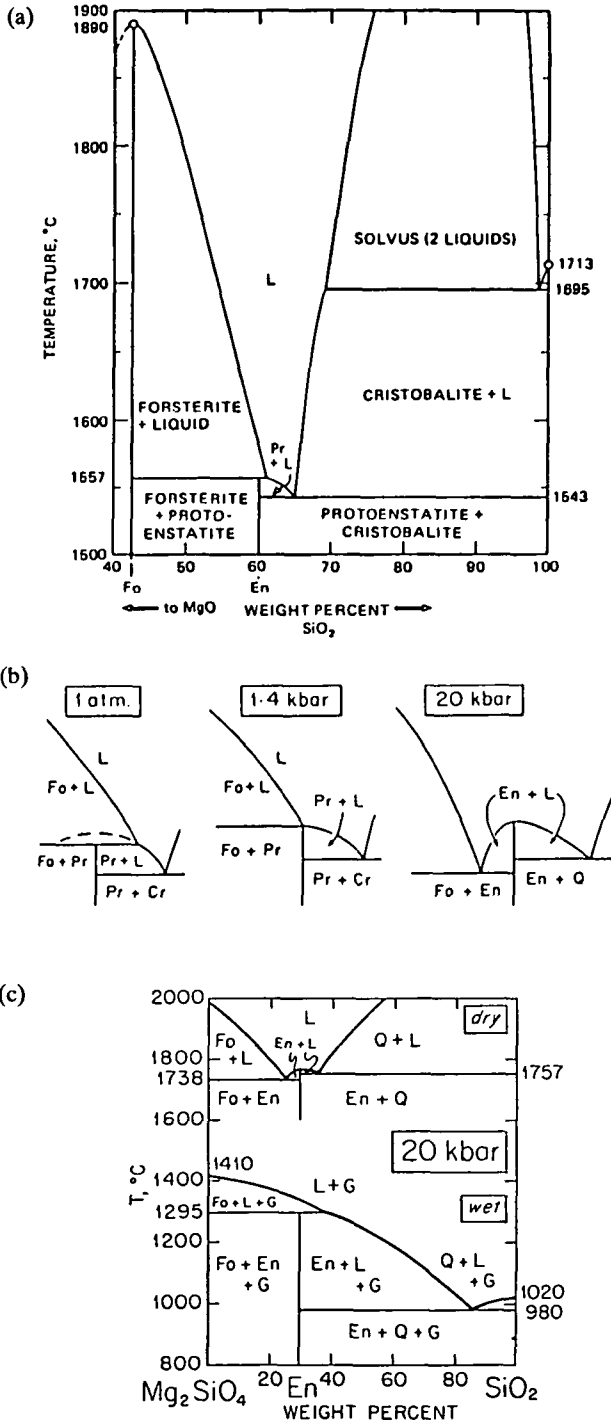 (a)
1900
1890
1800
1700
1657
1600
1500
TEMPERATURE, °C
L
SOLVUS (2 LIQUIDS)
1713
1695
CRISTOBALITE + L
FORSTERITE
+ LIQUID
Pr
+ L
FORSTERITE
+ PROTO-
ENSTATITE
PROTOENSTATITE +
CRISTOBALITE
1543
40 50 60 70 80 90 100
Fo En
to MgO WEIGHT PERCENT
SiO₂
(b)
1 atm.
L
Fo+L
Fo+Pr Pr+L
Pr + Cr
1·4 kbar
L
Fo+L
Pr+L
Fo + Pr
Pr + Cr
20 kbar
En+L
Fo + En
En + Q
(c)
2000
1800
1738
1600
1400
1295
1200
1000
800
T, °C
L
dry
Fo
+L
En+L
Q+L
1757
Fo+En
En + Q
20 kbar
1410
L+G
wet
Fo+L+G
Fo+En
+G
En+L
+G
Q+L
+G
1020
980
En+Q+G
Mg₂SiO₄ 20 En 40 60 80 SiO₂
WEIGHT PERCENT